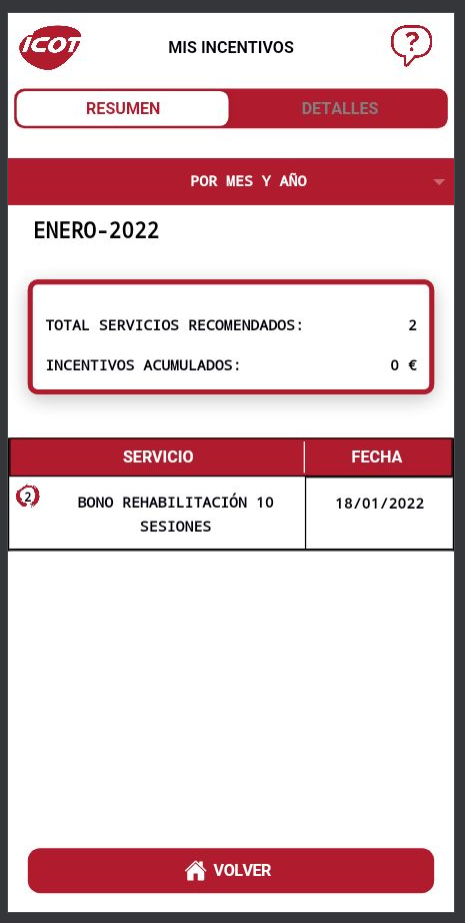 iCOT
MIS INCENTIVOS
?
RESUMEN
DETALLES
POR MES Y AÑO
ENERO-2022
TOTAL SERVICIOS RECOMENDADOS: 2
INCENTIVOS ACUMULADOS: 0 €
SERVICIO FECHA
2 BONO REHABILITACIÓN 10 18/01/2022
SESIONES
VOLVER